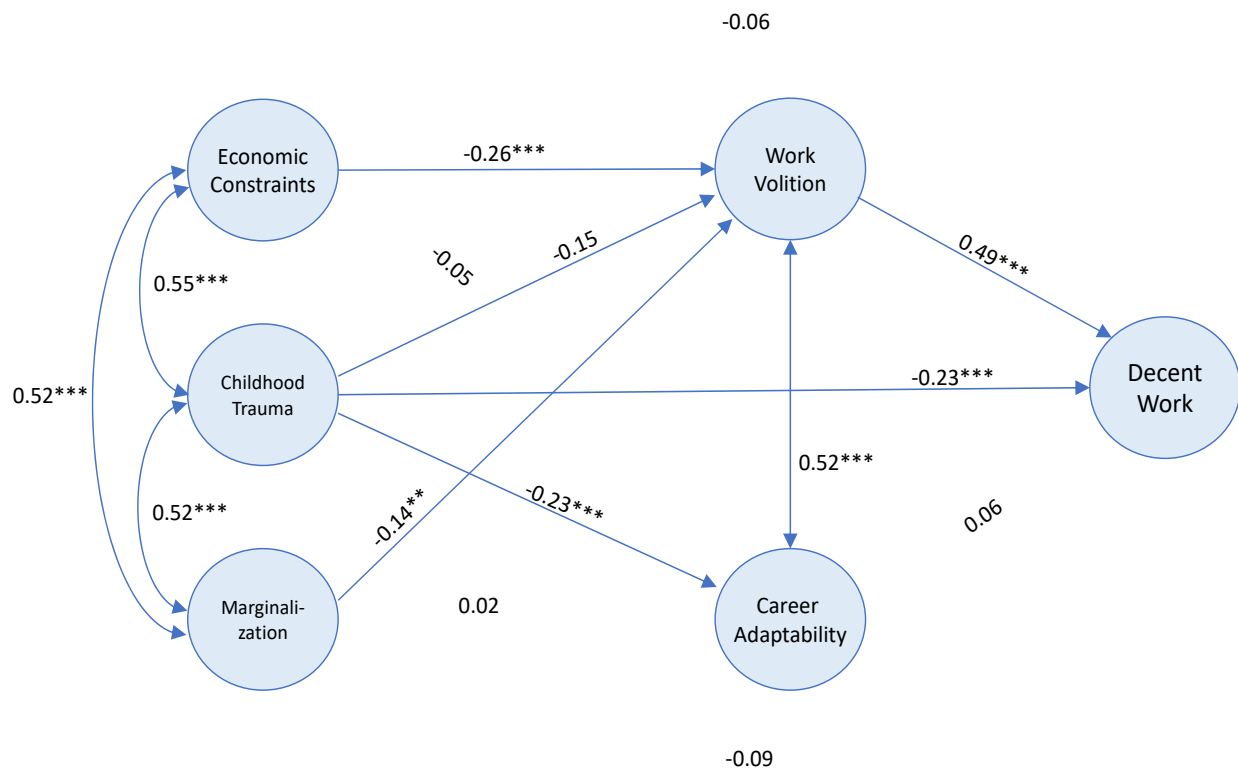 -0.06
Economic
Constraints
-0.26***
Work
Volition
-0.05
-0.15
0.49***
0.55***
0.52***
Childhood
Trauma
-0.23***
Decent
Work
0.52***
0.52***
-0.14**
-0.23***
0.06
Marginali-
zation
0.02
Career
Adaptability
-0.09